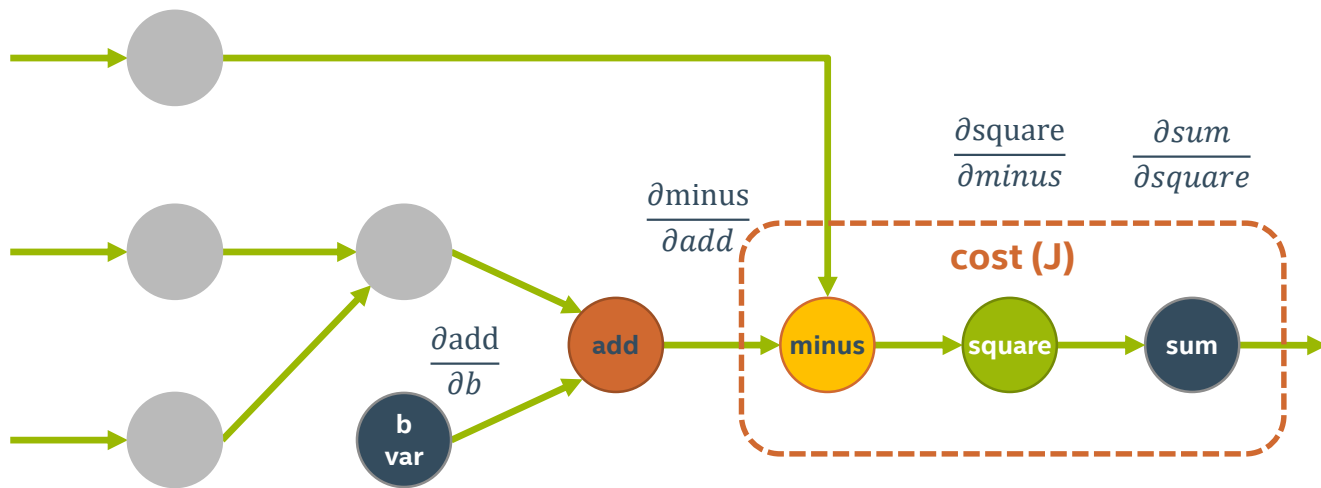 ∂square
∂minus
∂sum
∂square
∂minus
∂add
cost (J)
∂add
∂b
add
minus
square
sum
b
var